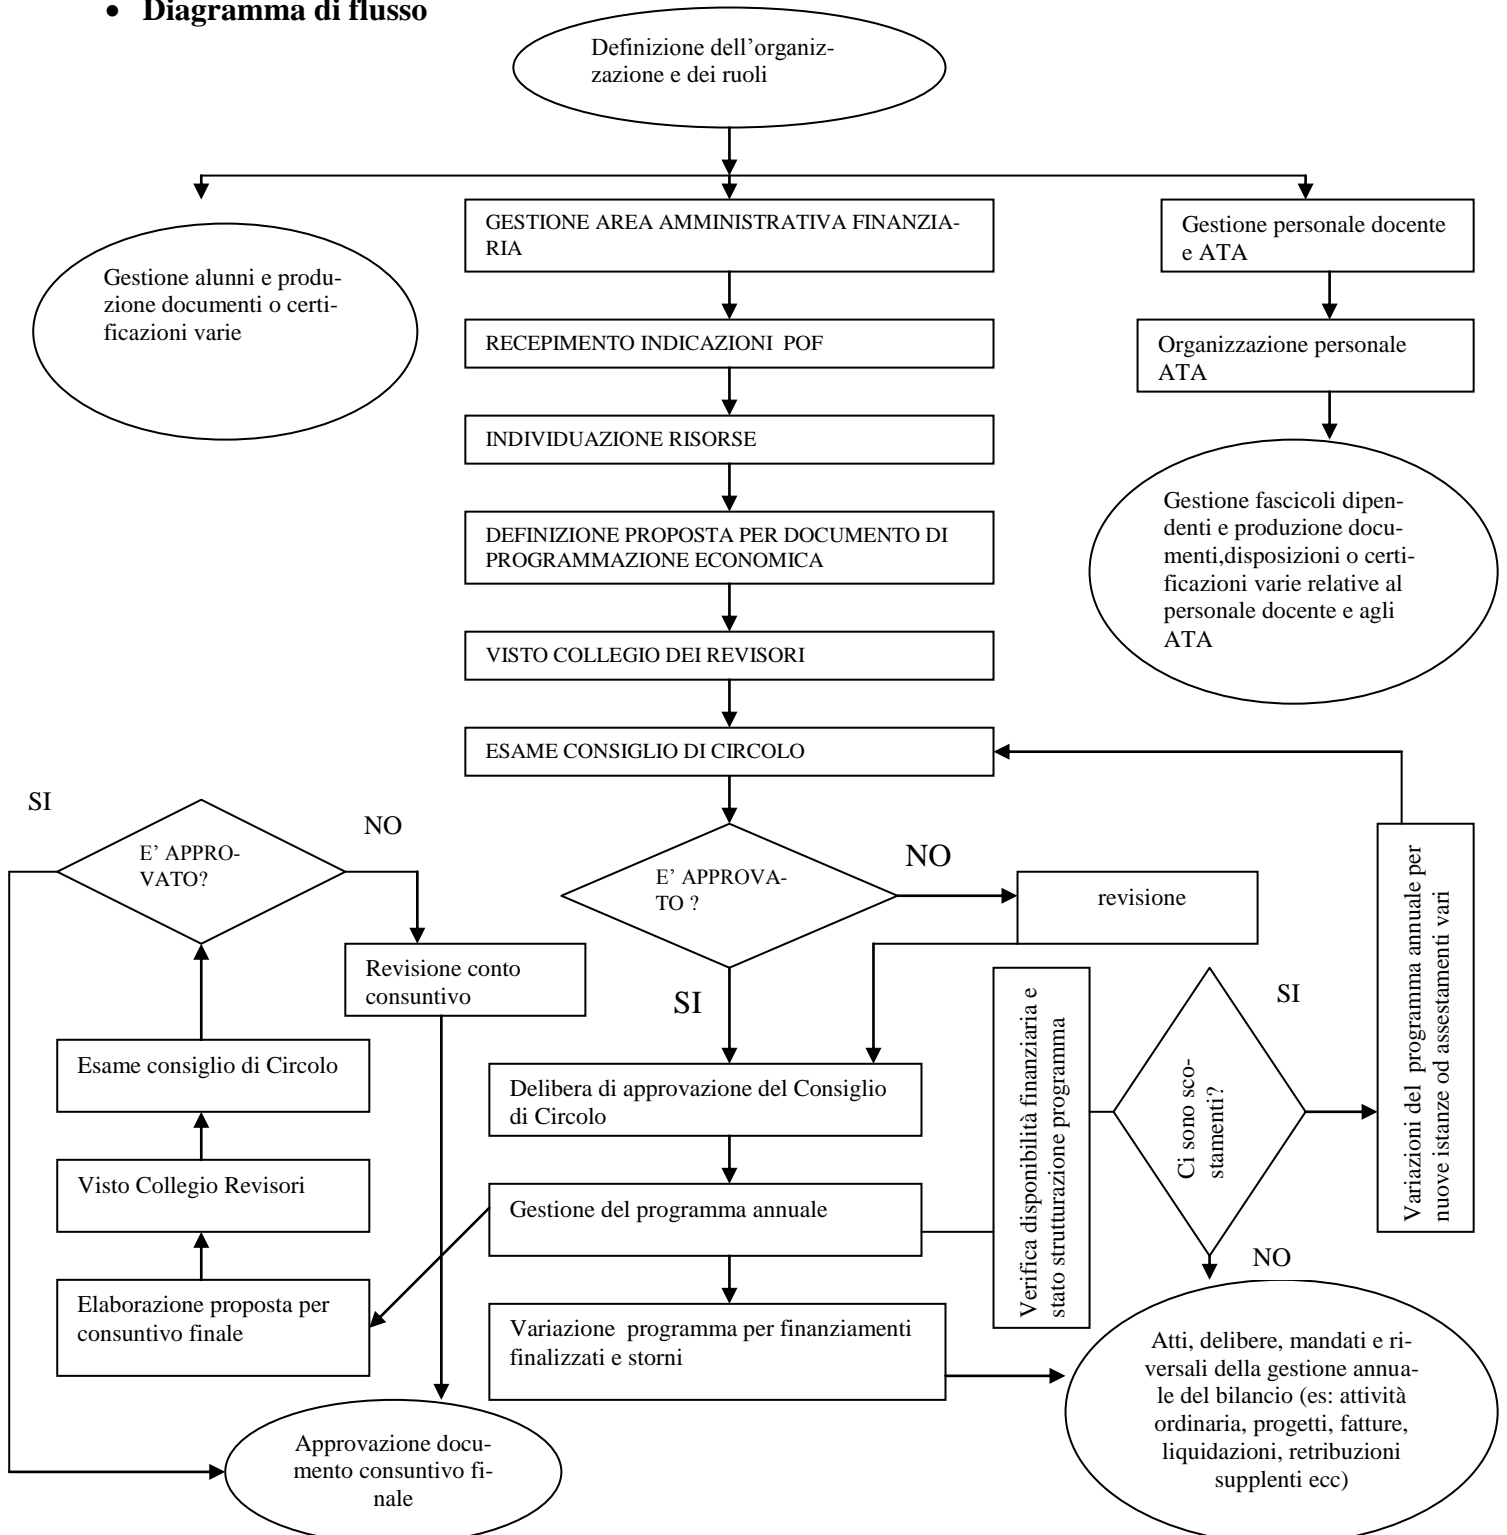 • Diagramma di flusso
Definizione dell’organiz-
zazione e dei ruoli
Gestione alunni e produ-
zione documenti o certi-
ficazioni varie
GESTIONE AREA AMMINISTRATIVA FINANZIA-
RIA
Gestione personale docente
e ATA
RECEPIMENTO INDICAZIONI POF
Organizzazione personale
ATA
INDIVIDUAZIONE RISORSE
Gestione fascicoli dipen-
denti e produzione docu-
menti,disposizioni o certi-
ficazioni varie relative al
personale docente e agli
ATA
DEFINIZIONE PROPOSTA PER DOCUMENTO DI
PROGRAMMAZIONE ECONOMICA
VISTO COLLEGIO DEI REVISORI
ESAME CONSIGLIO DI CIRCOLO
SI
E’ APPRO-
VATO?
NO
E’ APPROVA-
TO ?
NO
revisione
SI
Revisione conto
consuntivo
Esame consiglio di Circolo
Visto Collegio Revisori
Elaborazione proposta per
consuntivo finale
Approvazione docu-
mento consuntivo fi-
nale
Delibera di approvazione del Consiglio
di Circolo
Gestione del programma annuale
Variazione programma per finanziamenti
finalizzati e storni
Verifica disponibilità finanziaria e
stato strutturazione programma
Ci sono sco-
stamenti?
SI
NO
Variazioni del programma annuale per
nuove istanze od assestamenti vari
Atti, delibere, mandati e ri-
versali della gestione annua-
le del bilancio (es: attività
ordinaria, progetti, fatture,
liquidazioni, retribuzioni
supplenti ecc)